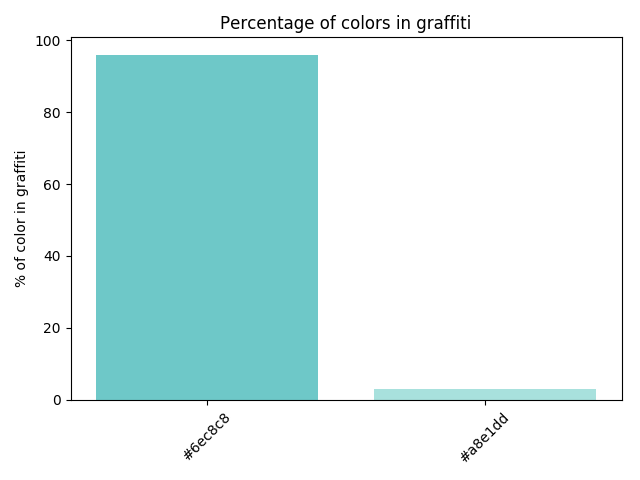 Percentage of colors in graffiti
% of color in graffiti
100
80
60
40
20
0
#6ec8c8
#a8e1dd